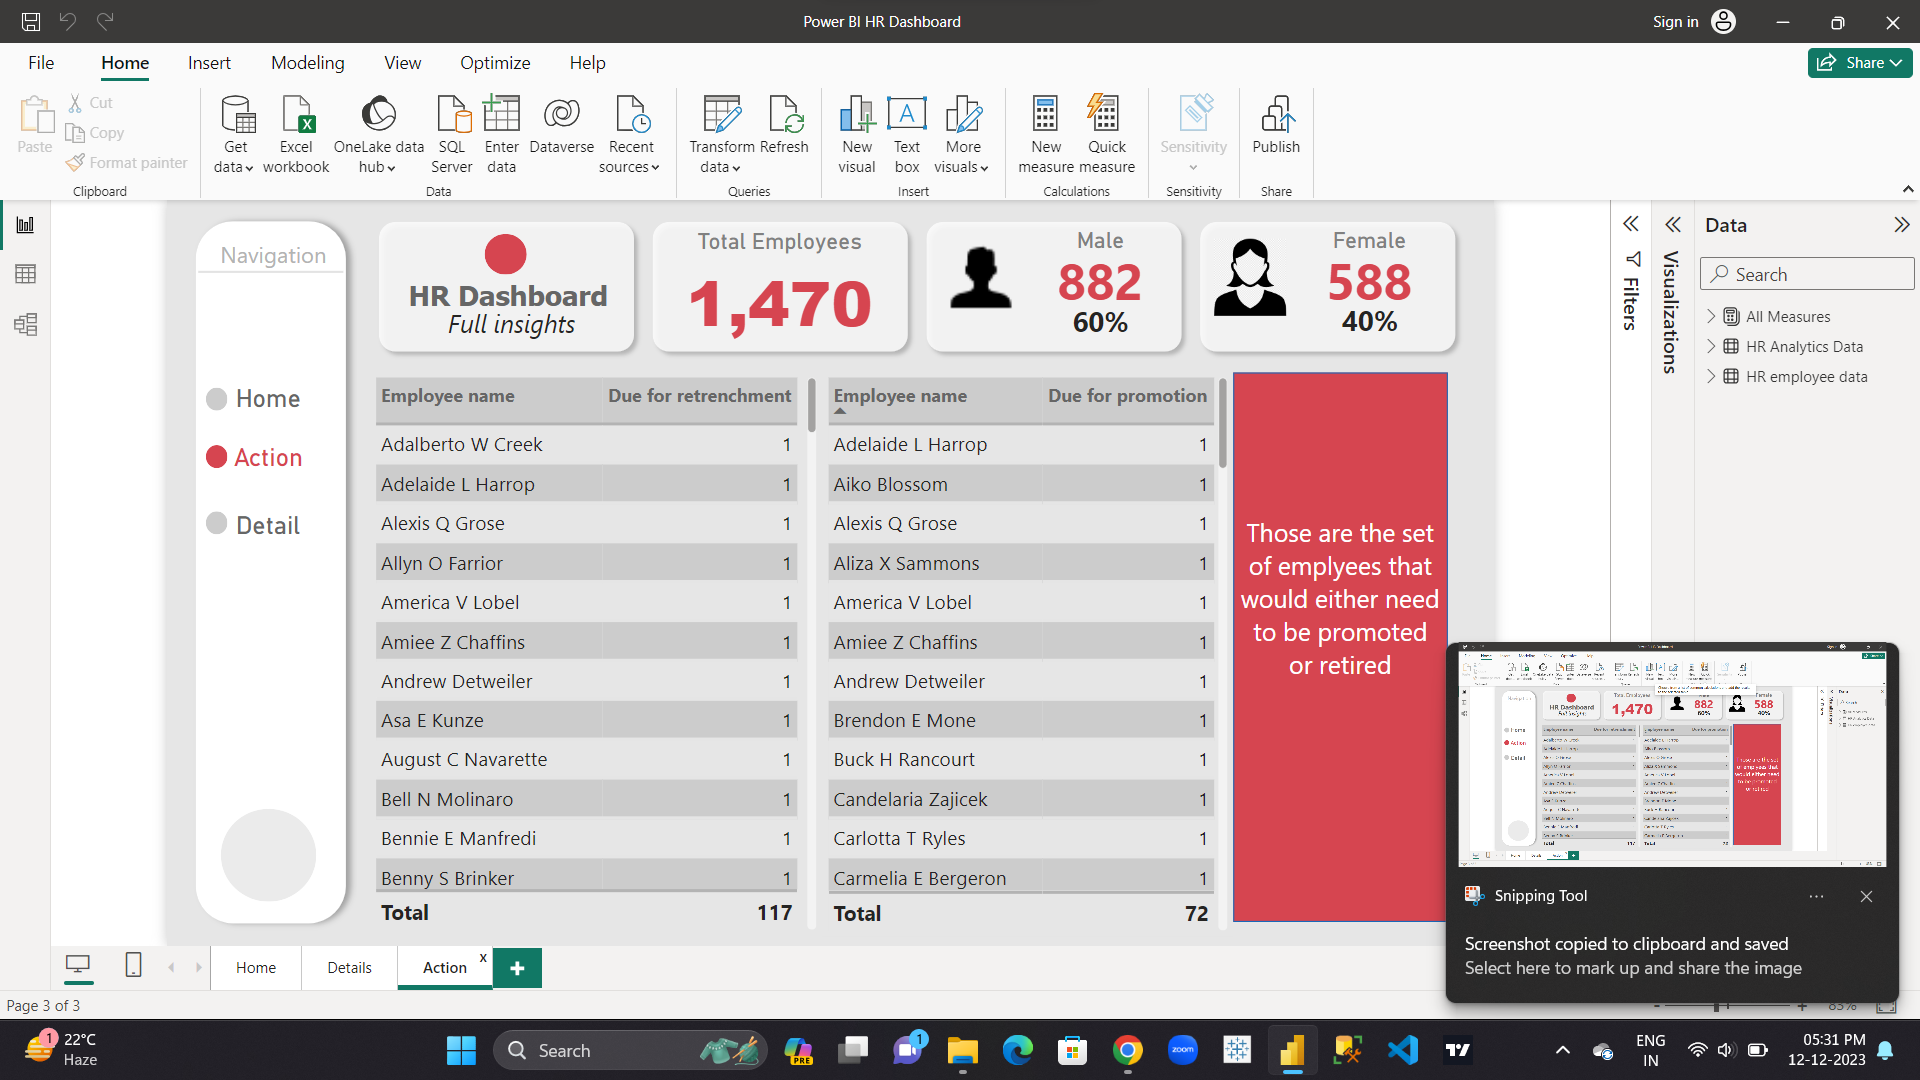 Power BI HR Dashboard
Sign in
File Home Insert Modeling View Optimize Help
Share
Paste
Cut
Copy
Format painter
Clipboard
Get data
Excel workbook
OneLake data hub
SQL Server
Enter data
Dataverse
Recent sources
Data
Transform data
Refresh
Queries
New visual
Text box
More visuals
Insert
New measure
Quick measure
Calculations
Sensitivity
Sensitivity
Publish
Share
Navigation
Home
Action
Detail
HR Dashboard
Full insights
Total Employees
1,470
Male
882
60%
Female
588
40%
Employee name Due for retrenchment
Adalberto W Creek 1
Adelaide L Harrop 1
Alexis Q Grose 1
Allyn O Farrior 1
America V Lobel 1
Amiee Z Chaffins 1
Andrew Detweiler 1
Asa E Kunze 1
August C Navarette 1
Bell N Molinaro 1
Bennie E Manfredi 1
Benny S Brinker 1
Total 117
Employee name Due for promotion
Adelaide L Harrop 1
Aiko Blossom 1
Alexis Q Grose 1
Aliza X Sammons 1
America V Lobel 1
Amiee Z Chaffins 1
Andrew Detweiler 1
Brendon E Mone 1
Buck H Rancourt 1
Candelaria Zajicek 1
Carlotta T Ryles 1
Carmelia E Bergeron 1
Total 72
Those are the set
of emplyees that
would either need
to be promoted
or retired
Filters
Visualizations
Data
Search
All Measures
HR Analytics Data
HR employee data
Snipping Tool
Screenshot copied to clipboard and saved
Select here to mark up and share the image
Home Details Action x
Page 3 of 3
83%
1
22°C
Haze
Search
PRE
1
zoom
ENG
IN
05:31 PM
12-12-2023